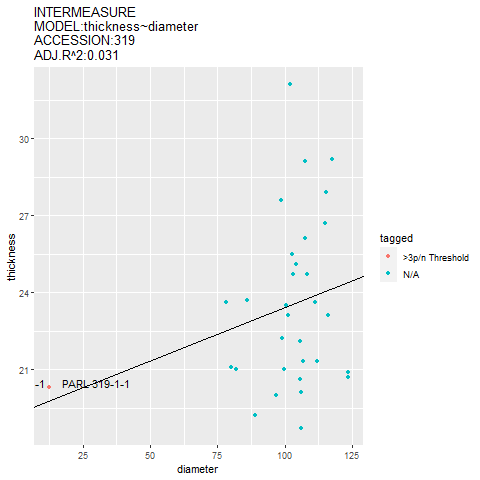 INTERMEASURE
MODEL:thickness~diameter
ACCESSION:319
ADJ.R^2:0.031
30
27
24
21
thickness
-1
PARL-319-1-1
25
50
75
100
125
diameter
tagged
>3p/n Threshold
N/A